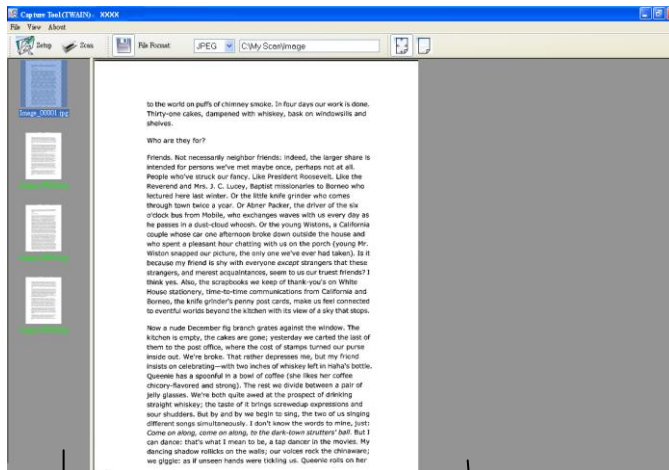 Capture Tool (TWAIN) - XXXX
File View About
Setup Scan File Format JPEG C:\My Scan\Image
Image_00001.jpg
to the world on puffs of chimney smoke. In four days our work is done.
Thirty-one cakes, dampened with whiskey, bask on windowsills and
shelves.
Who are they for?
Friends. Not necessarily neighbor friends: indeed, the larger share is
intended for persons we've met maybe once, perhaps not at all.
People who've struck our fancy. Like President Roosevelt. Like the
Reverend and Mrs. J. C. Lucey, Baptist missionaries to Borneo who
lectured here last winter. Or the little knife grinder who comes
through town twice a year. Or Abner Packer, the driver of the six
o'clock bus from Mobile, who exchanges waves with us every day as
he passes in a dust-cloud whoosh. Or the young Wistons, a California
couple whose car one afternoon broke down outside the house and
who spent a pleasant hour chatting with us on the porch (young Mr.
Wiston snapped our picture, the only one we've ever had taken). Is it
because my friend is shy with everyone except strangers that these
strangers, and merest acquaintances, seem to us our truest friends? I
think yes. Also, the scrapbooks we keep of thank-you's on White
House stationery, time-to-time communications from California and
Borneo, the knife grinder's penny post cards, make us feel connected
to eventful worlds beyond the kitchen with its view of a sky that stops.
Now a nude December fig branch grates against the window. The
kitchen is empty, the cakes are gone; yesterday we carted the last of
them to the post office, where the cost of stamps turned our purse
inside out. We're broke. That rather depresses me, but my friend
insists on celebrating—with two inches of whiskey left in Haha's bottle.
Queenie has a spoonful in a bowl of coffee (she likes her coffee
chicory-flavored and strong). The rest we divide between a pair of
jelly glasses. We're both quite awed at the prospect of drinking
straight whiskey; the taste of it brings screwedup expressions and
sour shudders. But by and by we begin to sing, the two of us singing
different songs simultaneously. I don't know the words to mine, just:
Come on along, come on along, to the dark-town strutters' ball. But I
can dance: that's what I mean to be, a tap dancer in the movies. My
dancing shadow rollicks on the walls; our voices rock the chinaware;
we giggle: as if unseen hands were tickling us. Queenie rolls on her